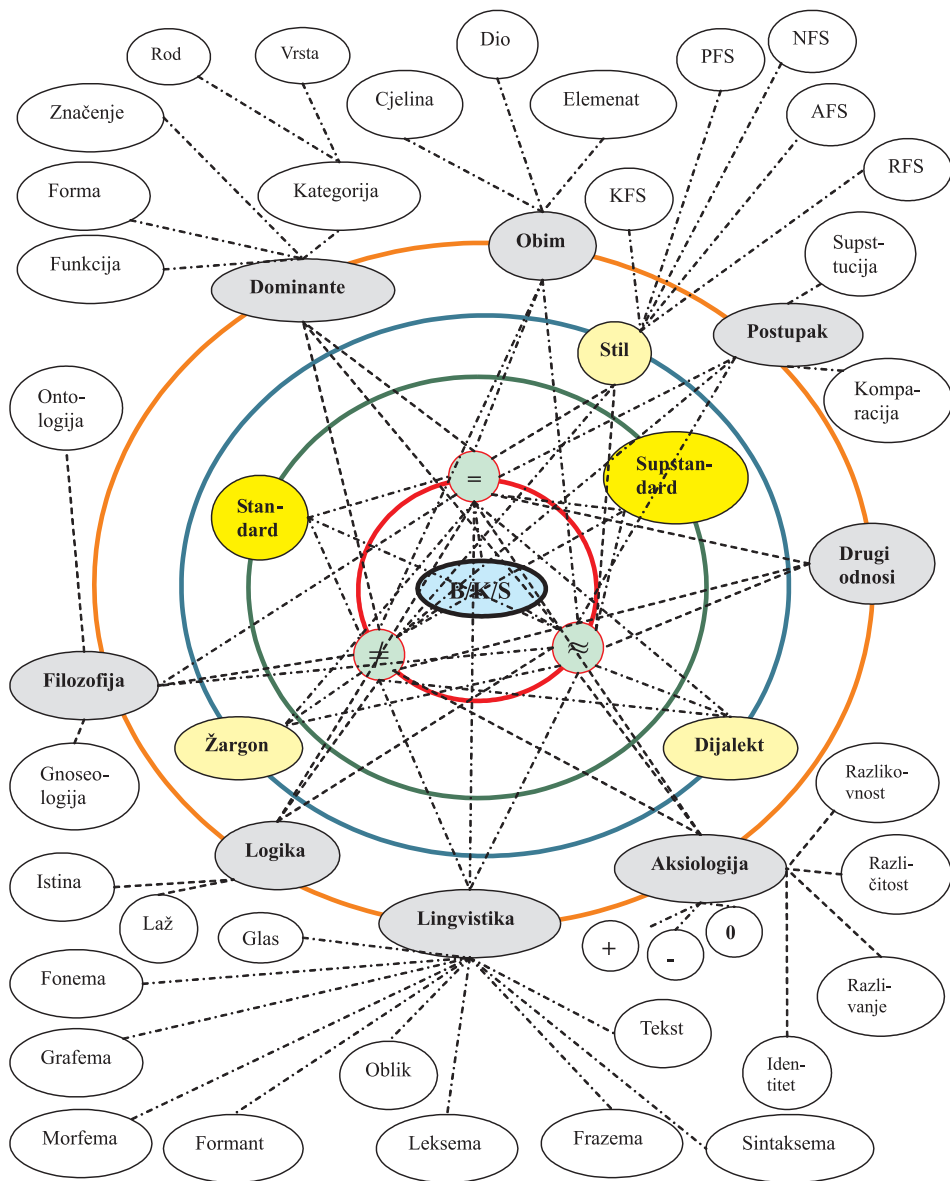 Dio
NFS
PFS
Rod
Vrsta
Cjelina
Elemenat
AFS
Značenje
RFS
Forma
Kategorija
KFS
Obim
Supst-
tucija
Funkcija
Dominante
Postupak
Stil
Ontо-
logija
Kompa-
racija
Supstan-
dard
=
Stan-
dard
Drugi
odnosi
B/K/S
≠
≈
Filozofija
Žargon
Dijalekt
Gnoseo-
logija
Razliko-
vnost
Logika
Aksiologija
Istina
Razli-
čitost
Laž
Lingvistika
Glas
+
-
0
Fonema
Razli-
vanje
Tekst
Grafema
Oblik
Iden-
titet
Morfema
Formant
Leksema
Frazema
Sintaksema